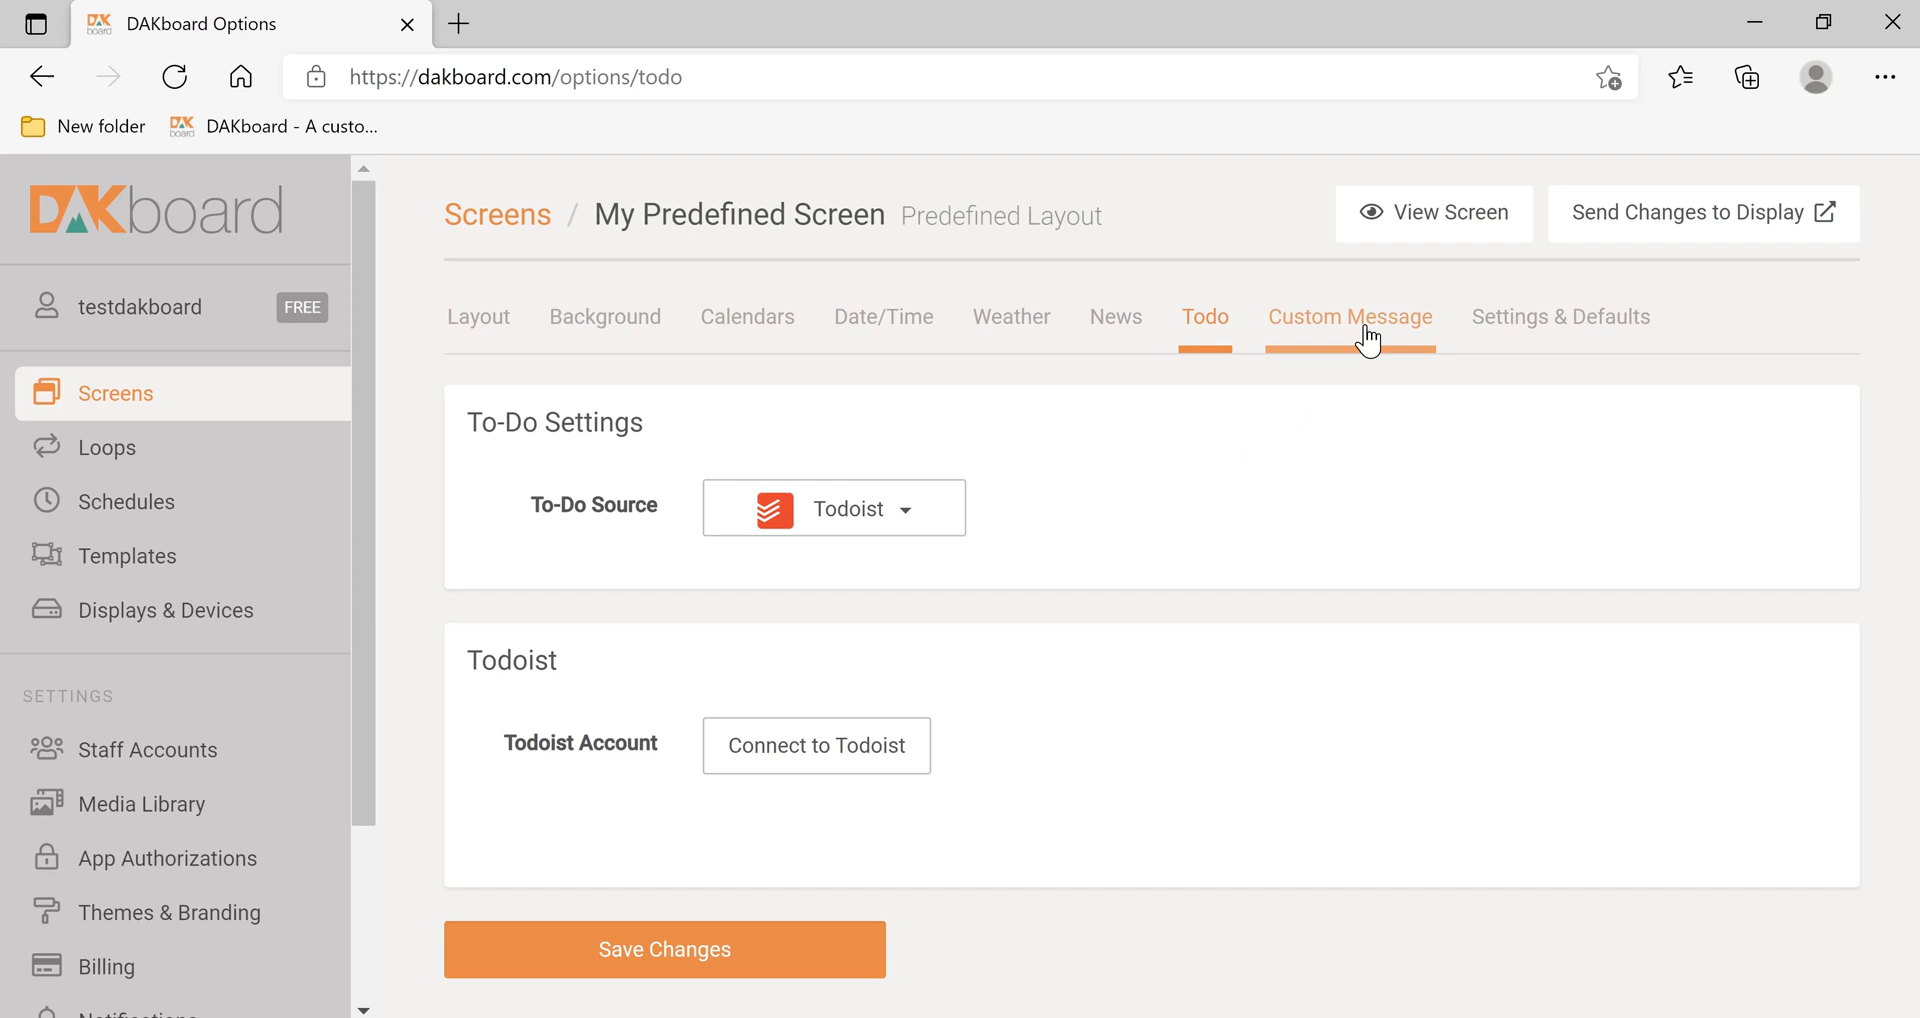 DAKboard Options
https://dakboard.com/options/todo
New folder
DAKboard - A custo...
DAKboard
testdakboard FREE
Screens
Loops
Schedules
Templates
Displays & Devices
SETTINGS
Staff Accounts
Media Library
App Authorizations
Themes & Branding
Billing
Screens / My Predefined Screen Predefined Layout
View Screen
Send Changes to Display
Layout Background Calendars Date/Time Weather News Todo Custom Message Settings & Defaults
To-Do Settings
To-Do Source Todoist
Todoist
Todoist Account Connect to Todoist
Save Changes